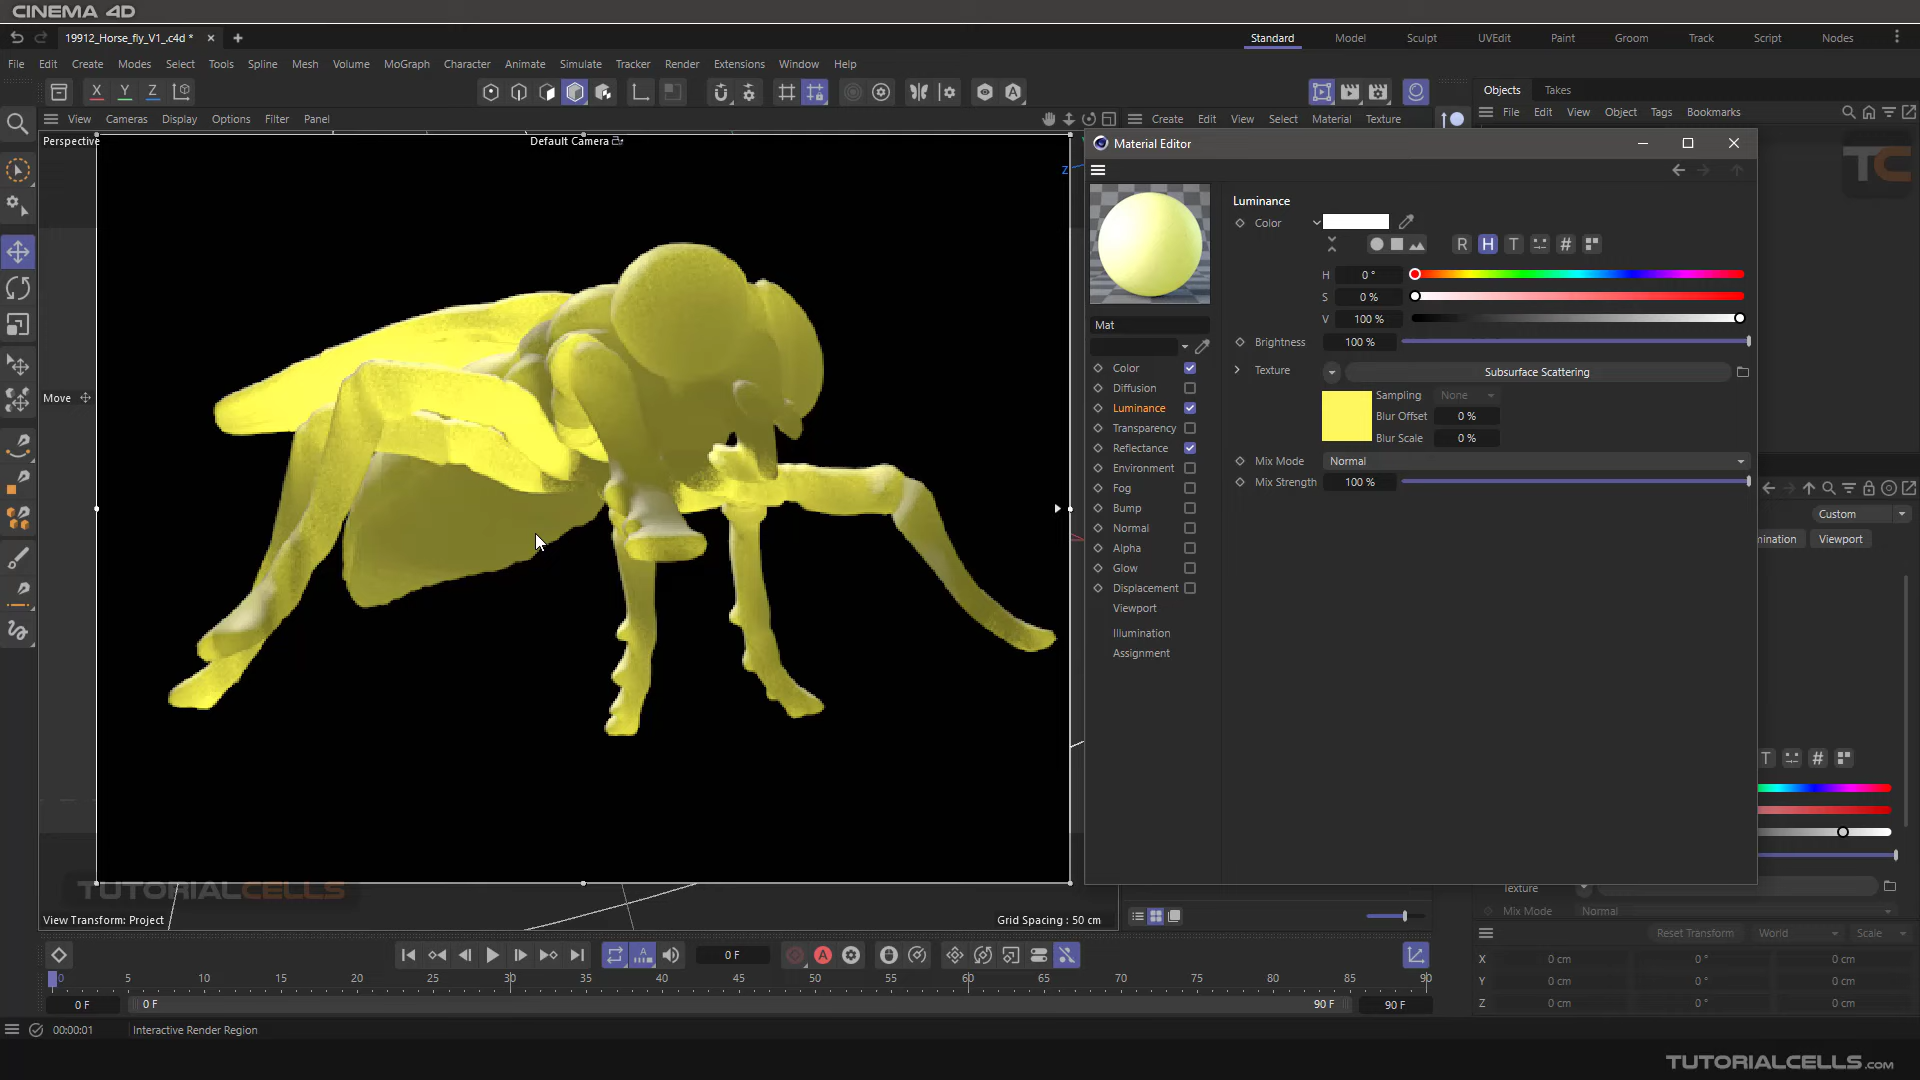 CINEMA 4D
19912_Horse_fly_V1_.c4d *
Standard Model Sculpt UVEdit Paint Groom Track Script Nodes
File Edit Create Modes Select Tools Spline Mesh Volume MoGraph Character Animate Simulate Tracker Render Extensions Window Help
X Y Z
Objects Takes
View Cameras Display Options Filter Panel
Create Edit View Select Material Texture
File Edit View Object Tags Bookmarks
Perspective
Default Camera
Z
Material Editor
TC
Luminance
Color
R H T #
H 0 °
S 0 %
V 100 %
Mat
Brightness 100 %
Texture Subsurface Scattering
Sampling None
Blur Offset 0 %
Blur Scale 0 %
Mix Mode Normal
Mix Strength 100 %
Color
Diffusion
Luminance
Transparency
Reflectance
Environment
Fog
Bump
Normal
Alpha
Glow
Displacement
Viewport
Illumination
Assignment
Move
Custom
mination Viewport
T #
Texture
Mix Mode Normal
TUTORIALCELLS
View Transform: Project
Grid Spacing : 50 cm
Reset Transform World Scale
0 F
X 0 cm 0 ° 0 cm
Y 0 cm 0 ° 0 cm
Z 0 cm 0 ° 0 cm
0 5 10 15 20 25 30 35 40 45 50 55 60 65 70 75 80 85 90
0 F 0 F 90 F 90 F
00:00:01 Interactive Render Region
TUTORIALCELLS.com